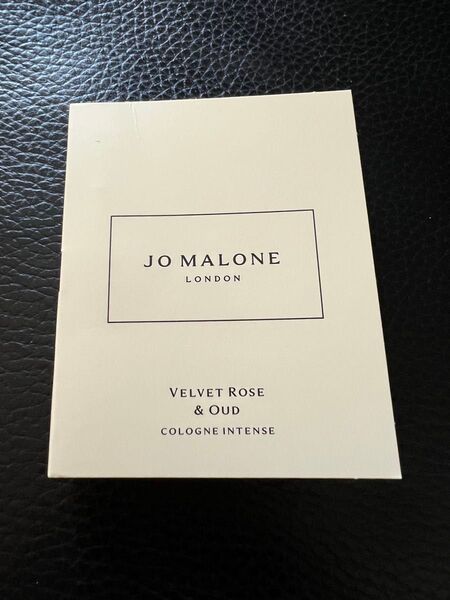 JO MALONE
LONDON
VELVET ROSE
& OUD
COLOGNE INTENSE